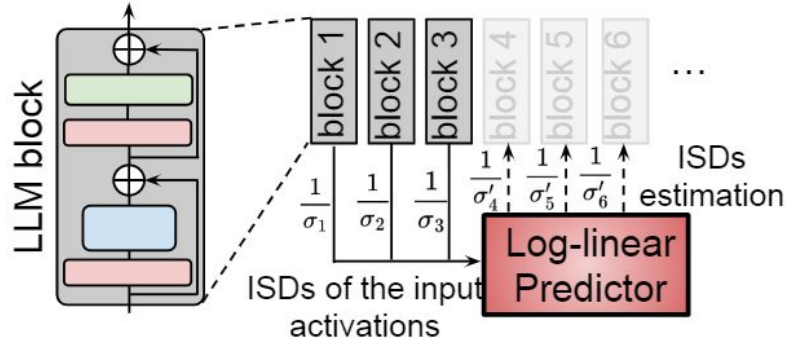 LLM block
block 1
block 2
block 3
block 4
block 5
block 6
...
1/σ₁
1/σ₂
1/σ₃
1/σ′₄
1/σ′₅
1/σ′₆
ISDs
estimation
Log-linear
Predictor
ISDs of the input
activations